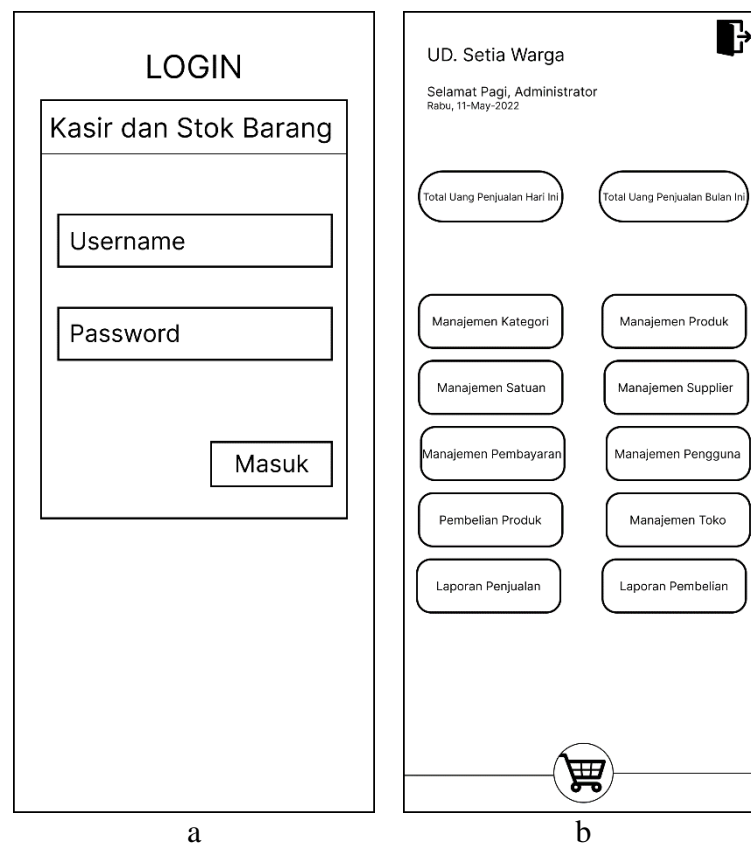 LOGIN
Kasir dan Stok Barang
Username
Password
Masuk
a
UD. Setia Warga
Selamat Pagi, Administrator
Rabu, 11-May-2022
Total Uang Penjualan Hari Ini
Total Uang Penjualan Bulan Ini
Manajemen Kategori
Manajemen Produk
Manajemen Satuan
Manajemen Supplier
Manajemen Pembayaran
Manajemen Pengguna
Pembelian Produk
Manajemen Toko
Laporan Penjualan
Laporan Pembelian
b